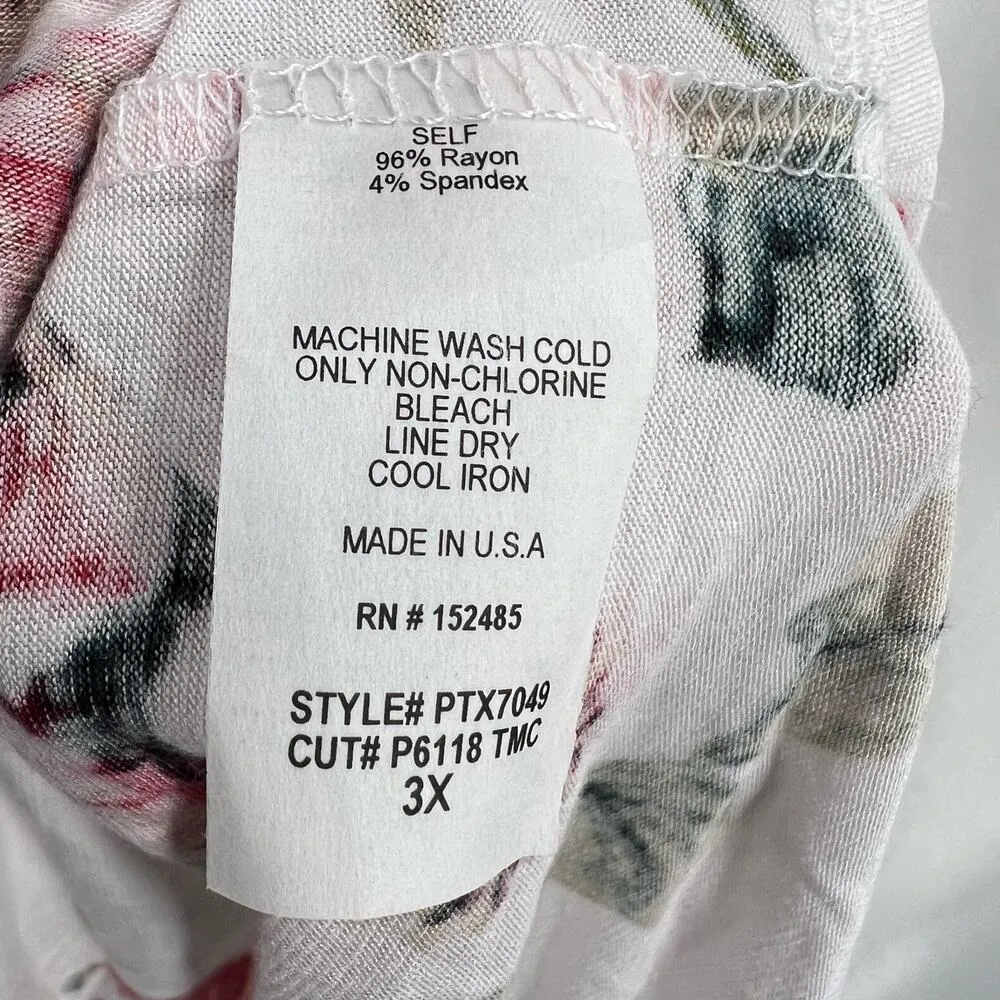 SELF
96% Rayon
4% Spandex
MACHINE WASH COLD
ONLY NON-CHLORINE
BLEACH
LINE DRY
COOL IRON
MADE IN U.S.A
RN # 152485
STYLE# PTX7049
CUT# P6118 TMC
3X